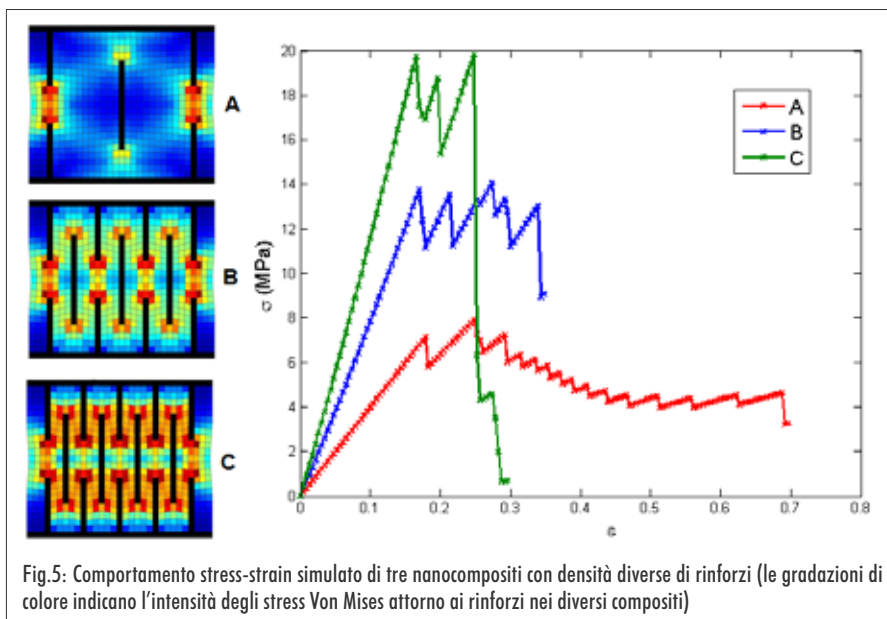 A
B
C
20
18
16
14
12
10
8
6
4
2
0
σ (MPa)
A
B
C
0
0.1
0.2
0.3
0.4
0.5
0.6
0.7
0.8
ε
Fig.5: Comportamento stress-strain simulato di tre nanocompositi con densità diverse di rinforzi (le gradazioni di
colore indicano l'intensità degli stress Von Mises attorno ai rinforzi nei diversi compositi)